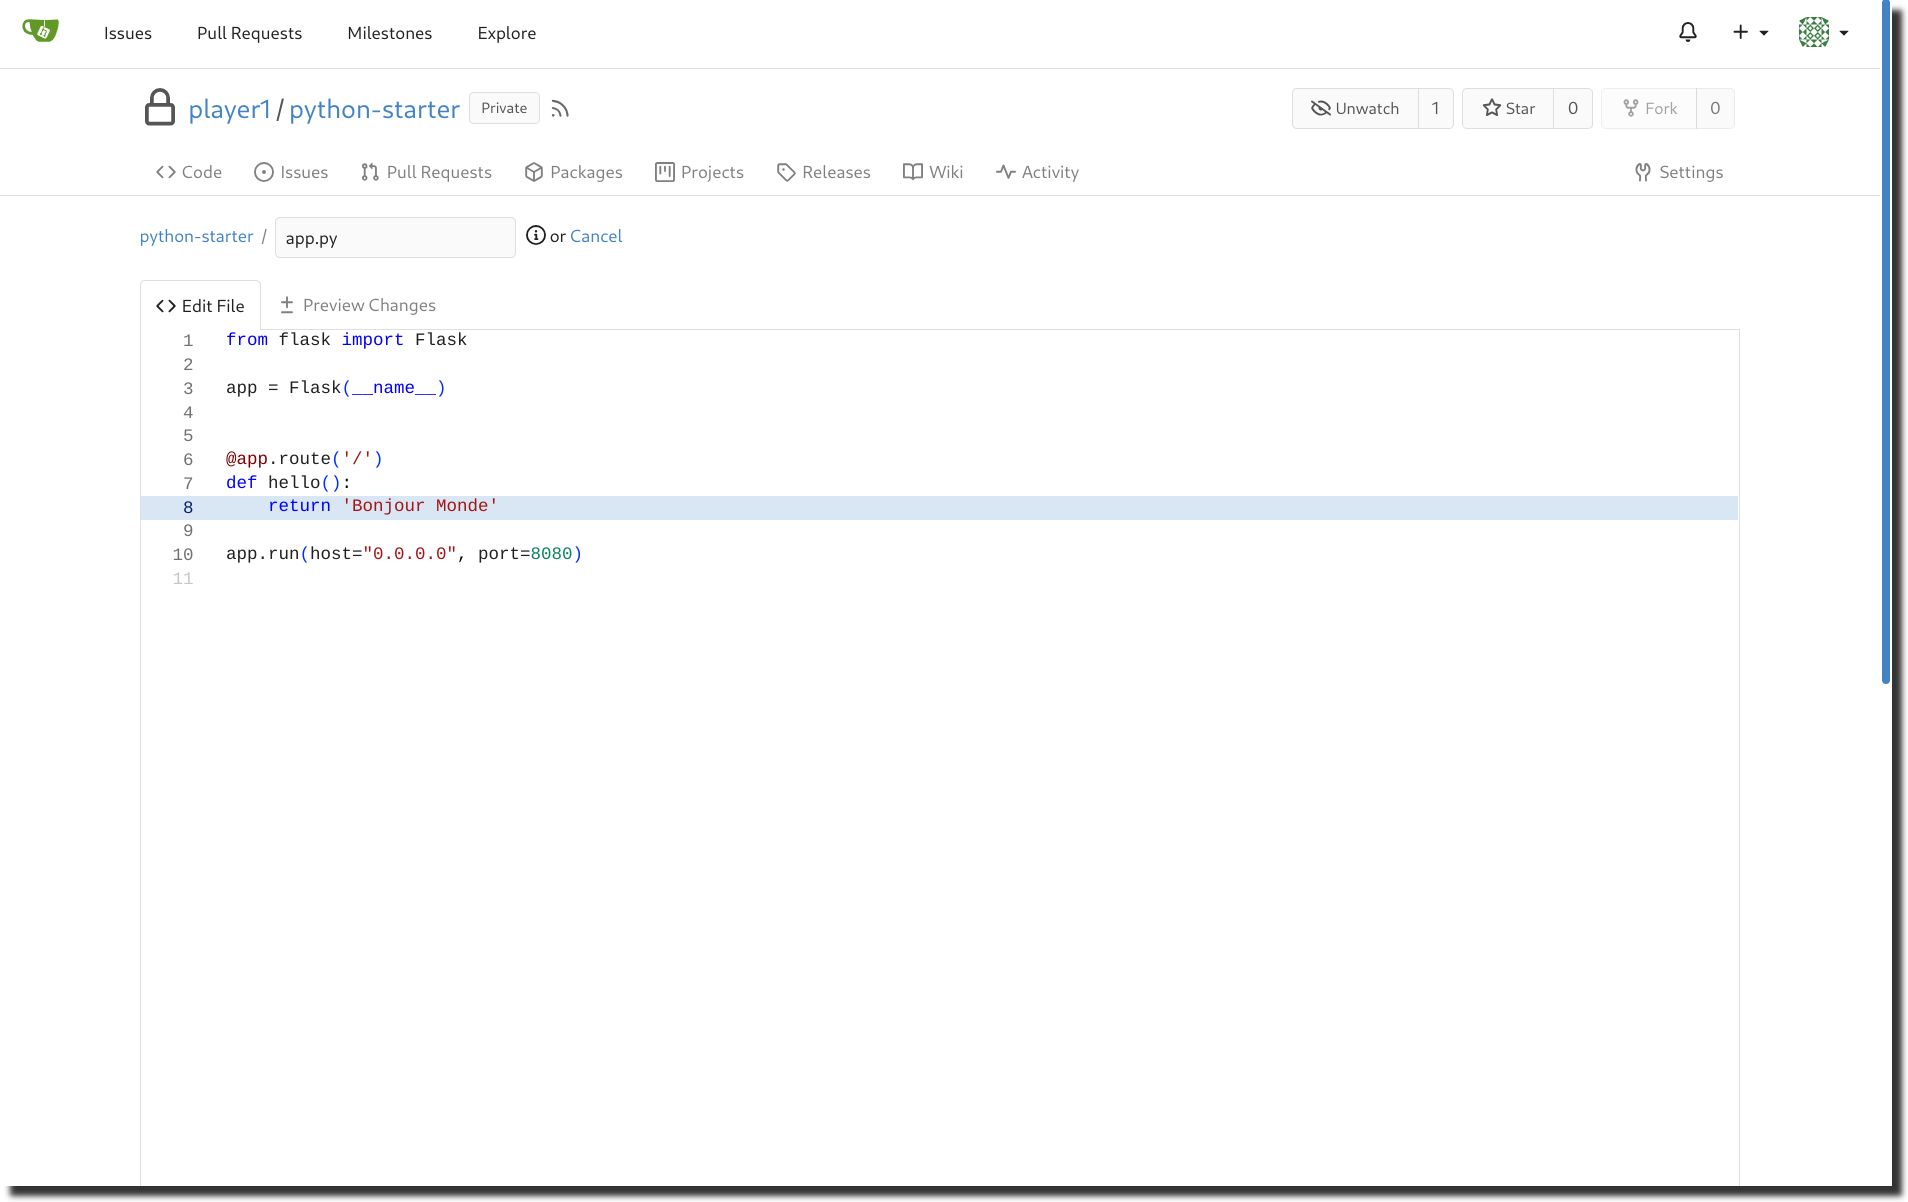 Issues Pull Requests Milestones Explore
player1 / python-starter Private Unwatch 1 Star 0 Fork 0
Code Issues Pull Requests Packages Projects Releases Wiki Activity Settings
python-starter / app.py or Cancel
Edit File Preview Changes
1 from flask import Flask
2
3 app = Flask(__name__)
4
5
6 @app.route('/')
7 def hello():
8     return 'Bonjour Monde'
9
10 app.run(host="0.0.0.0", port=8080)
11